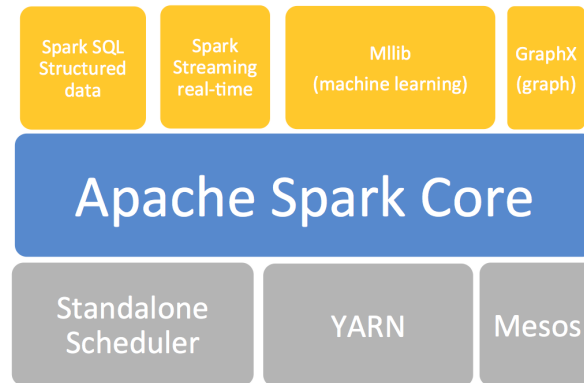 Spark SQL
Structured
data
Spark
Streaming
real-time
Mllib
(machine learning)
GraphX
(graph)
Apache Spark Core
Standalone
Scheduler
YARN
Mesos